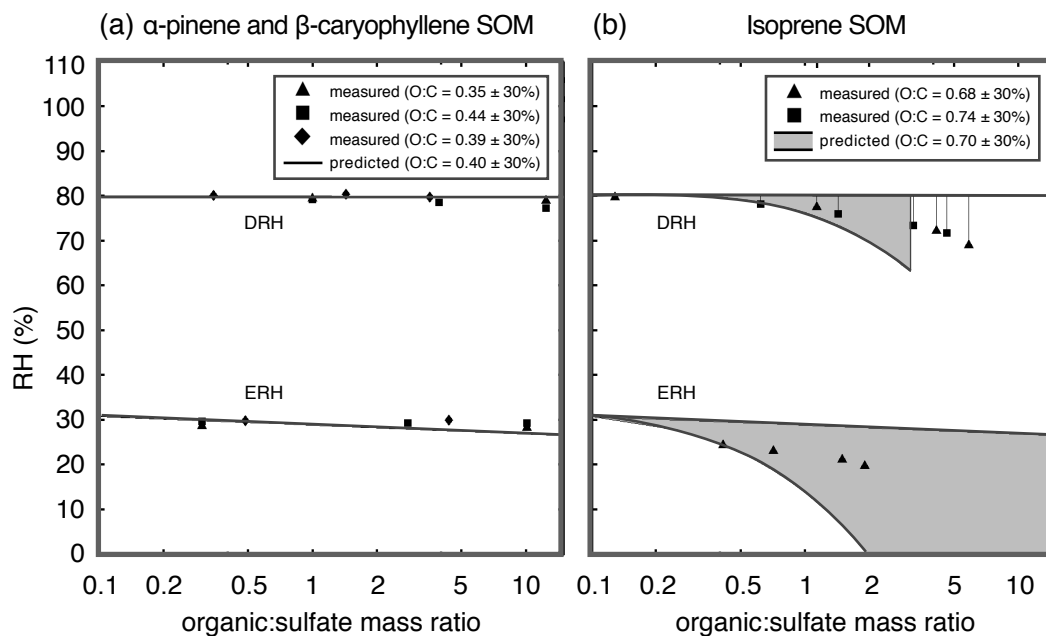 (a) α-pinene and β-caryophyllene SOM
110
100
90
80
70
60
50
40
30
20
10
0
RH (%)
measured (O:C = 0.35 ± 30%)
measured (O:C = 0.44 ± 30%)
measured (O:C = 0.39 ± 30%)
predicted (O:C = 0.40 ± 30%)
DRH
ERH
0.1 0.2 0.5 1 2 5 10
organic:sulfate mass ratio
(b) Isoprene SOM
measured (O:C = 0.68 ± 30%)
measured (O:C = 0.74 ± 30%)
predicted (O:C = 0.70 ± 30%)
DRH
ERH
0.1 0.2 0.5 1 2 5 10
organic:sulfate mass ratio